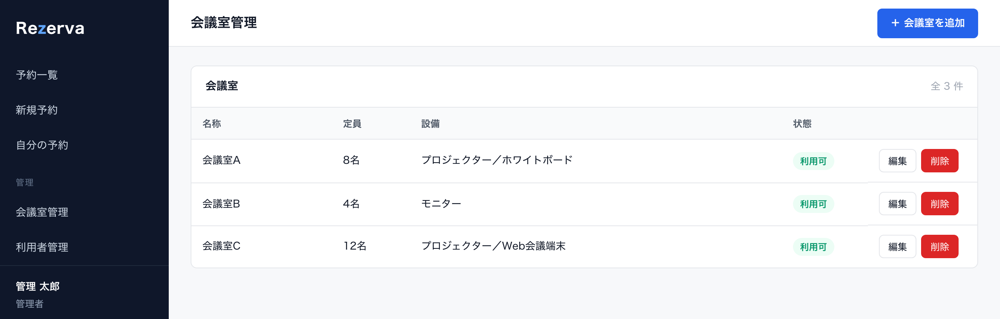 Rezerva
予約一覧
新規予約
自分の予約
管理
会議室管理
利用者管理
管理 太郎
管理者
会議室管理
＋ 会議室を追加
会議室
全 3 件
名称 定員 設備 状態
会議室A 8名 プロジェクター／ホワイトボード 利用可 編集 削除
会議室B 4名 モニター 利用可 編集 削除
会議室C 12名 プロジェクター／Web会議端末 利用可 編集 削除